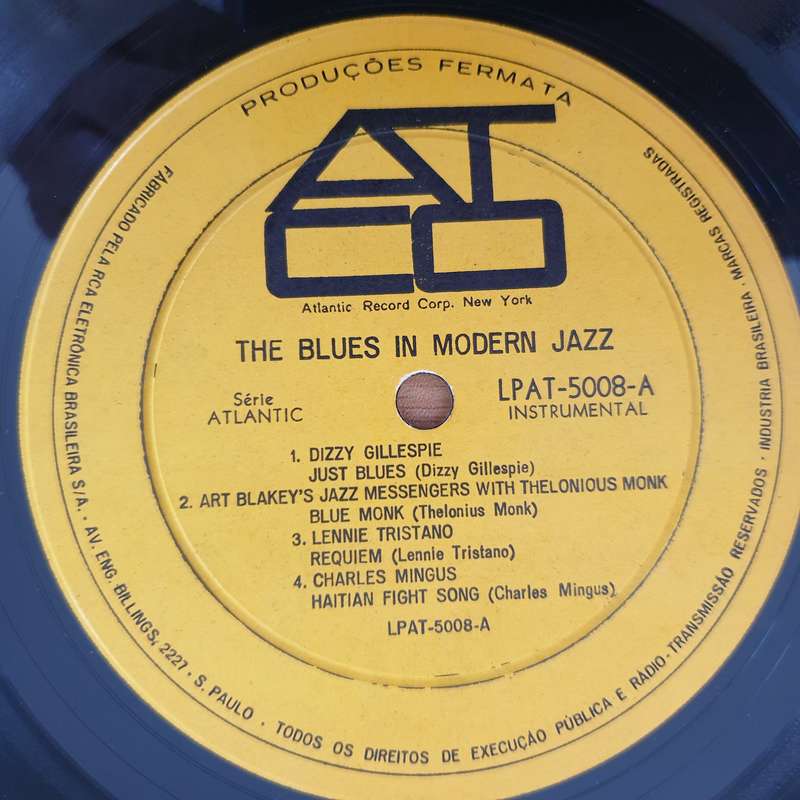 PRODUÇÕES FERMATA
ATCO
Atlantic Record Corp. New York
THE BLUES IN MODERN JAZZ
Série
ATLANTIC
LPAT-5008-A
INSTRUMENTAL
1. DIZZY GILLESPIE
JUST BLUES (Dizzy Gillespie)
2. ART BLAKEY'S JAZZ MESSENGERS WITH THELONIOUS MONK
BLUE MONK (Thelonius Monk)
3. LENNIE TRISTANO
REQUIEM (Lennie Tristano)
4. CHARLES MINGUS
HAITIAN FIGHT SONG (Charles Mingus)
LPAT-5008-A
FÁBRICADO PELA RCA ELETRÔNICA BRASILEIRA S/A. · AV. ENG. BILLINGS, 2227 · S. PAULO · TODOS OS DIREITOS DE EXECUÇÃO PÚBLICA E RÁDIO-TRANSMISSÃO RESERVADOS · INDUSTRIA BRASILEIRA · MARCAS REGISTRADAS